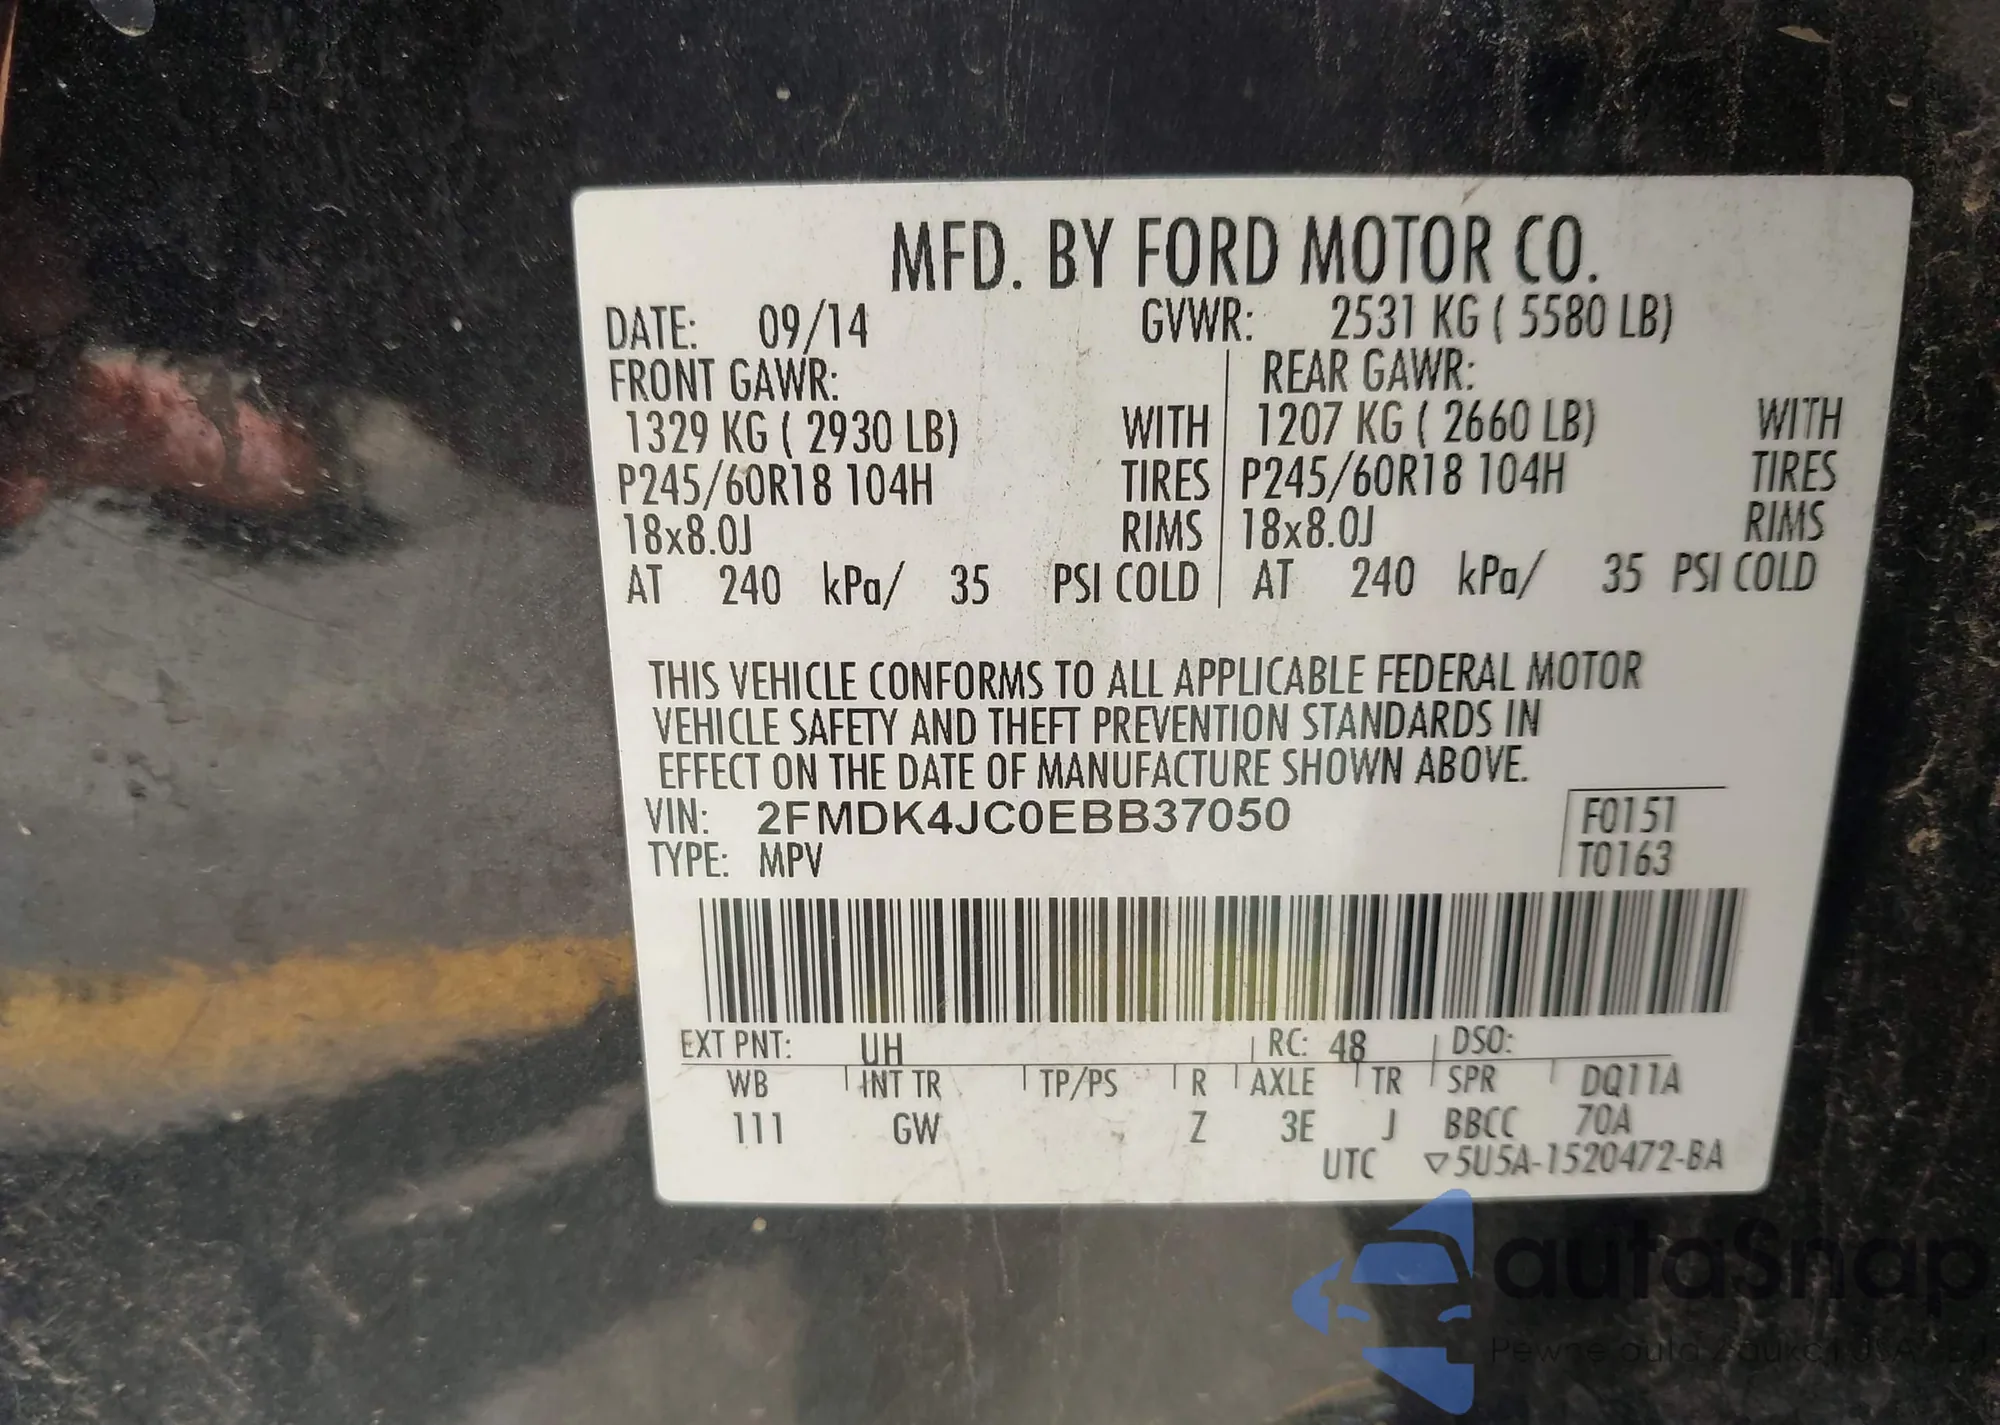 MFD. BY FORD MOTOR CO.
DATE: 09/14 GVWR: 2531 KG ( 5580 LB)
FRONT GAWR: REAR GAWR:
1329 KG ( 2930 LB) WITH 1207 KG ( 2660 LB) WITH
P245/60R18 104H TIRES P245/60R18 104H TIRES
18x8.0J RIMS 18x8.0J RIMS
AT 240 kPa/ 35 PSI COLD AT 240 kPa/ 35 PSI COLD
THIS VEHICLE CONFORMS TO ALL APPLICABLE FEDERAL MOTOR
VEHICLE SAFETY AND THEFT PREVENTION STANDARDS IN
EFFECT ON THE DATE OF MANUFACTURE SHOWN ABOVE.
VIN: 2FMDK4JC0EBB37050 F0151
TYPE: MPV T0163
EXT PNT: UH RC: 48 DSO:
WB INT TR TP/PS R AXLE TR SPR DQ11A
111 GW Z 3E J BBCC 70A
UTC ▽5U5A-1520472-BA
autaSnap
Pewne auta z aukcji USA